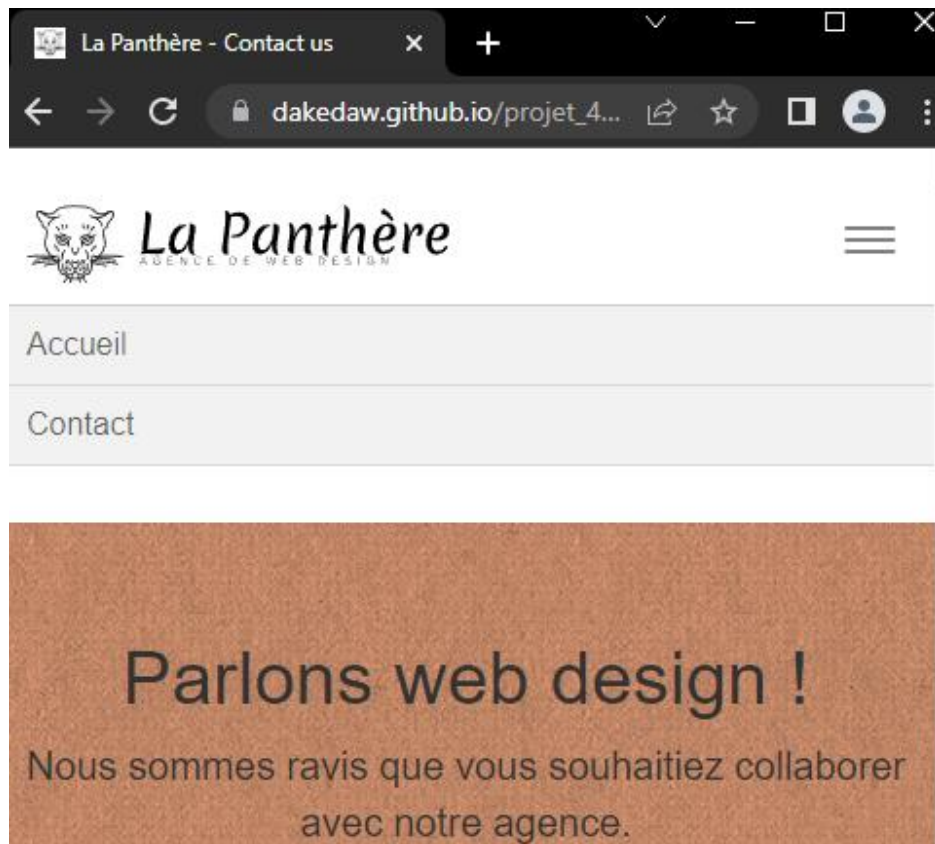 La Panthère - Contact us
dakedaw.github.io/projet_4...
La Panthère
AGENCE DE WEB DESIGN
Accueil
Contact
Parlons web design !
Nous sommes ravis que vous souhaitiez collaborer
avec notre agence.